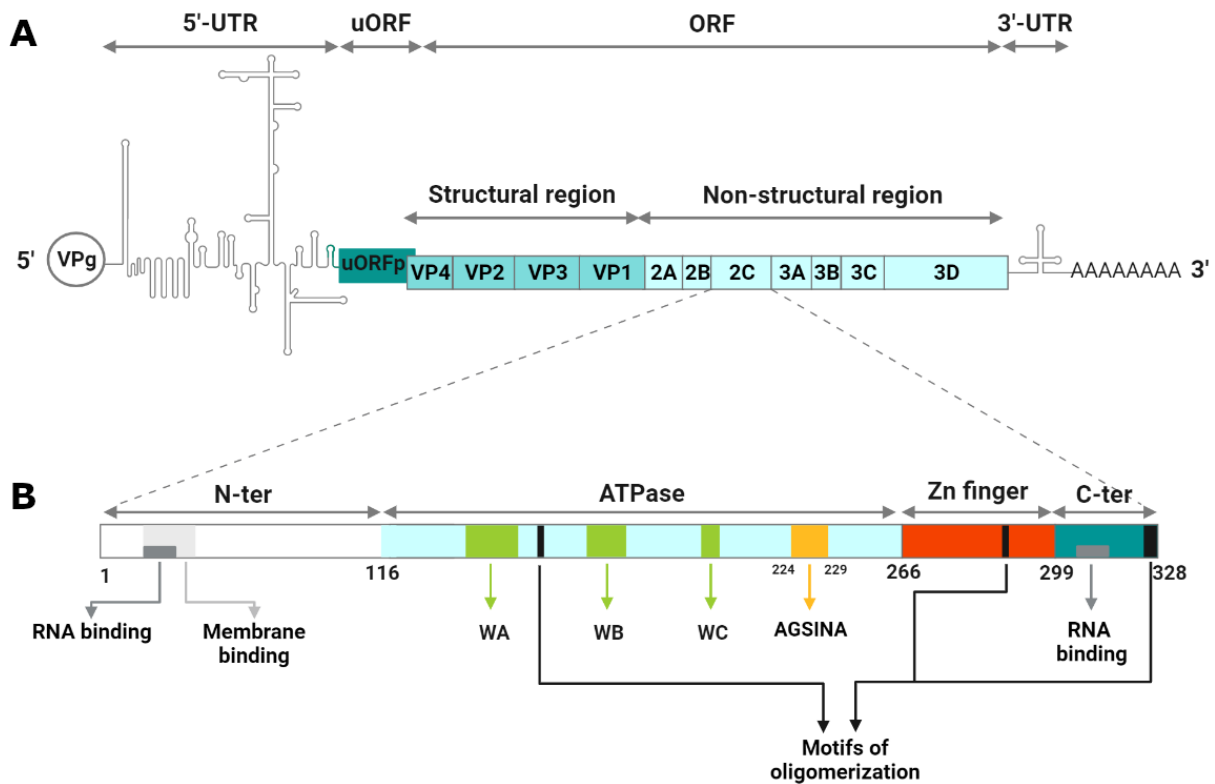 A
5'-UTR
uORF
ORF
3'-UTR
Structural region
Non-structural region
5'
VPg
uORFp
VP4
VP2
VP3
VP1
2A
2B
2C
3A
3B
3C
3D
AAAAAAAA
3'
B
N-ter
ATPase
Zn finger
C-ter
1
116
224
229
266
299
328
RNA binding
Membrane
binding
WA
WB
WC
AGSINA
RNA
binding
Motifs of
oligomerization